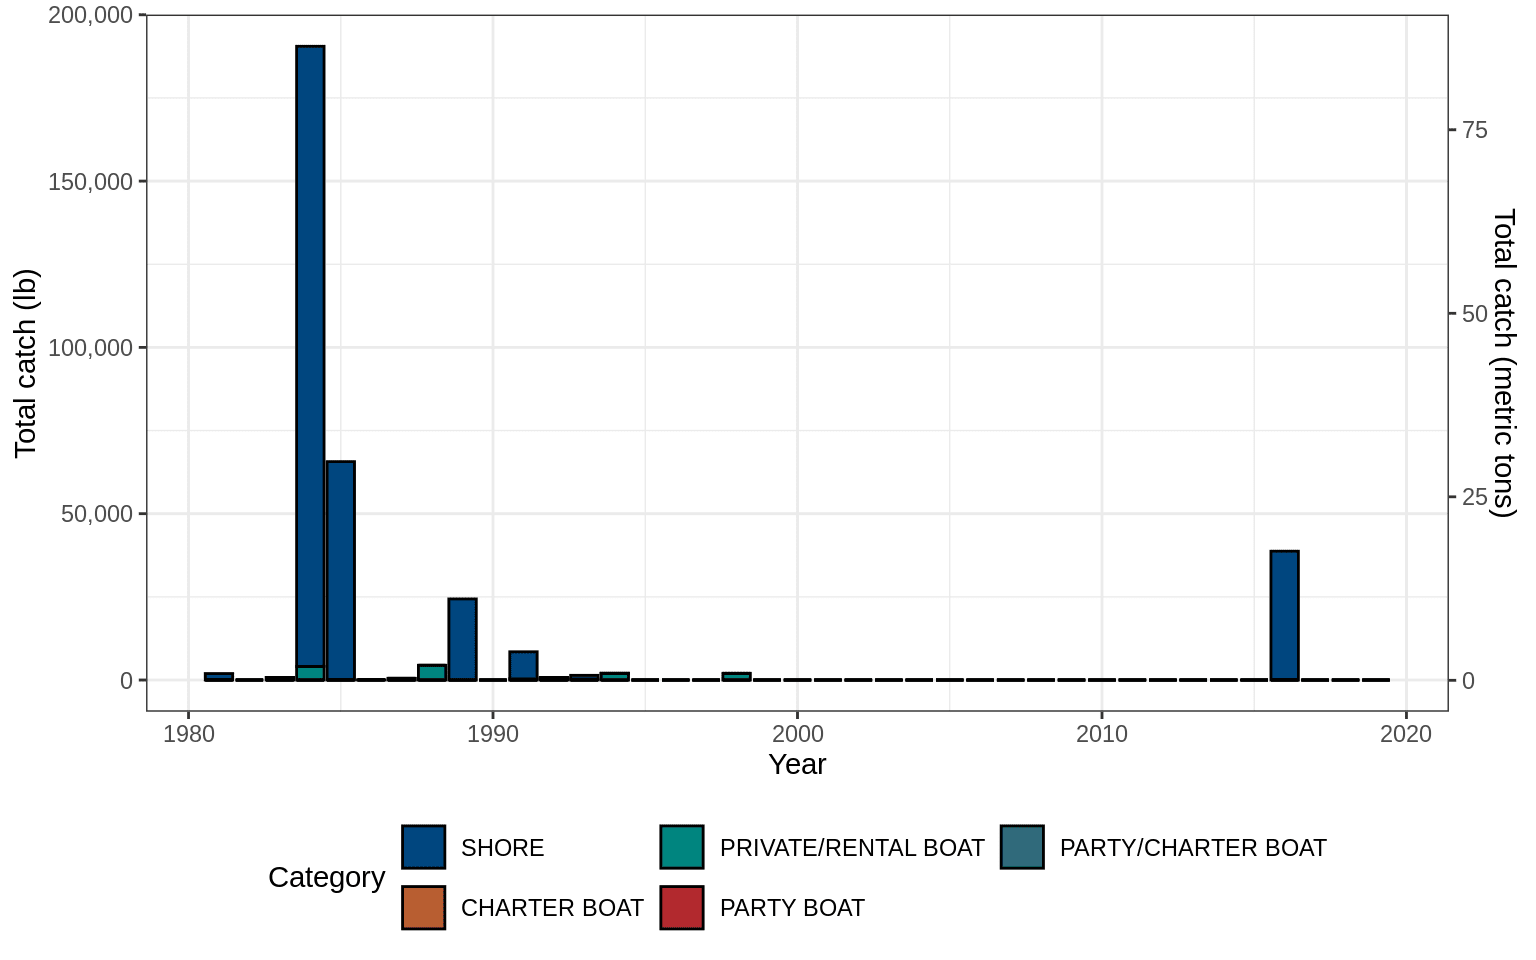 200,000
150,000
100,000
50,000
0
Total catch (lb)
75
50
25
0
Total catch (metric tons)
1980 1990 2000 2010 2020
Year
Category
SHORE PRIVATE/RENTAL BOAT PARTY/CHARTER BOAT
CHARTER BOAT PARTY BOAT